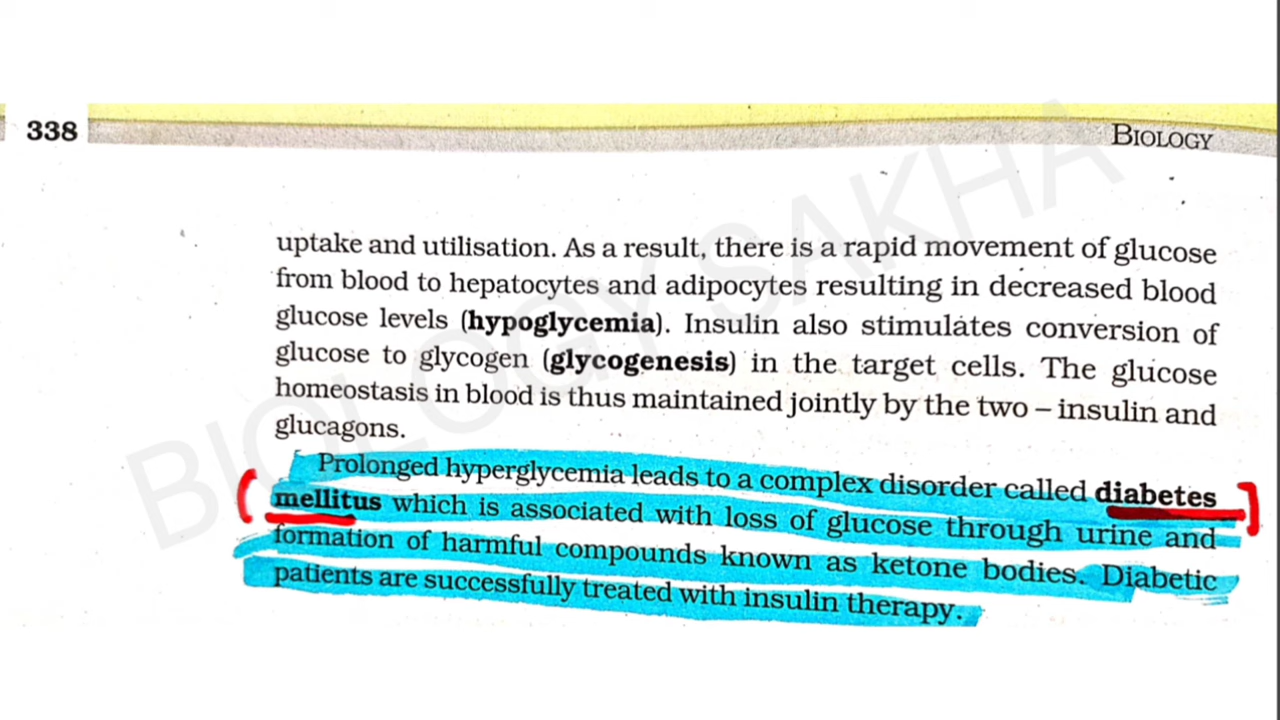 338
BIOLOGY
uptake and utilisation. As a result, there is a rapid movement of glucose
from blood to hepatocytes and adipocytes resulting in decreased blood
glucose levels (hypoglycemia). Insulin also stimulates conversion of
glucose to glycogen (glycogenesis) in the target cells. The glucose
homeostasis in blood is thus maintained jointly by the two – insulin and
glucagons.
Prolonged hyperglycemia leads to a complex disorder called diabetes
mellitus which is associated with loss of glucose through urine and
formation of harmful compounds known as ketone bodies. Diabetic
patients are successfully treated with insulin therapy.
BIOLOGY SAKHA